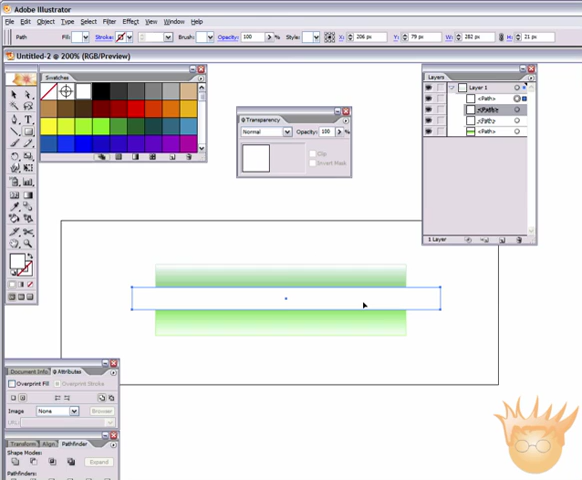 Adobe Illustrator
File Edit Object Type Select Filter Effect View Window Help
Path Fill: Stroke: Brush: Opacity: 100 % Style: X: 206 px Y: 79 px W: 282 px H: 21 px
Untitled-2 @ 200% (RGB/Preview)
Swatches
Layers
Layer 1
<Path>
<Path>
<Path>
<Path>
1 Layer
Transparency
Normal Opacity: 100 %
Clip
Invert Mask
Document Info Attributes
Overprint Fill Overprint Stroke
Image None Browser
URL:
Transform Align Pathfinder
Shape Modes:
Expand
Pathfinders: